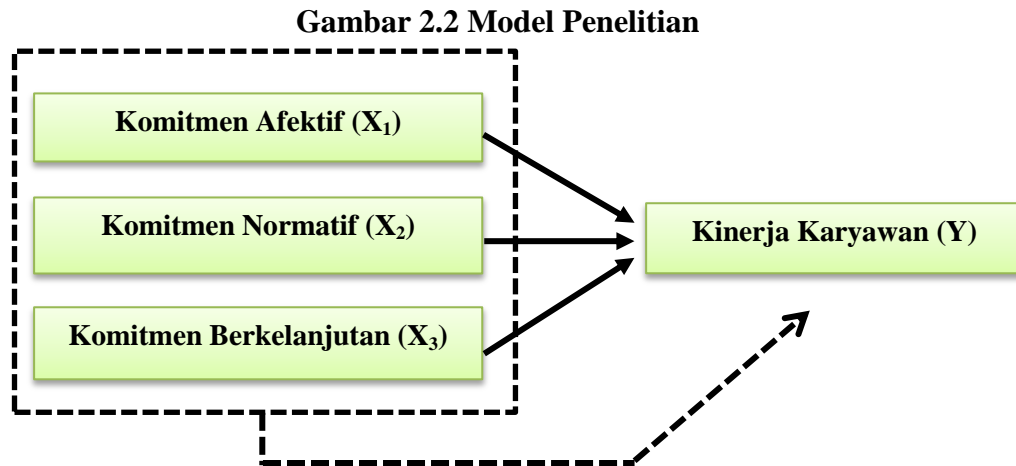 Gambar 2.2 Model Penelitian
Komitmen Afektif (X₁)
Komitmen Normatif (X₂)
Kinerja Karyawan (Y)
Komitmen Berkelanjutan (X₃)